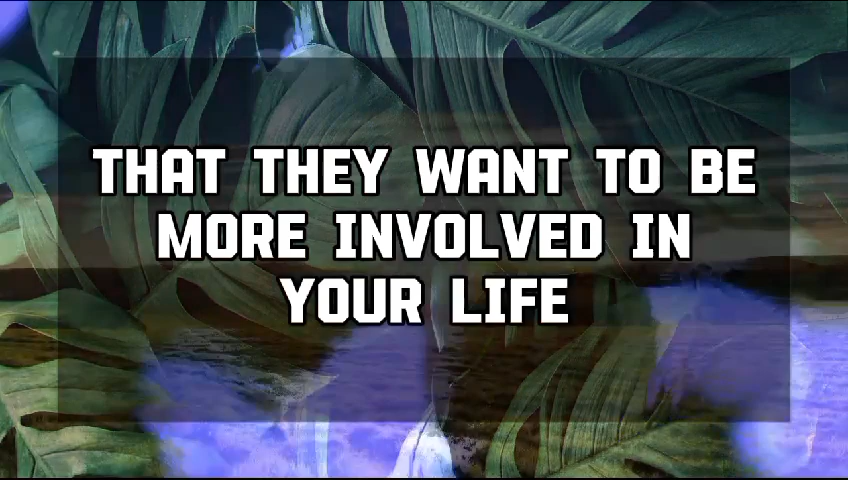 THAT THEY WANT TO BE
MORE INVOLVED IN
YOUR LIFE